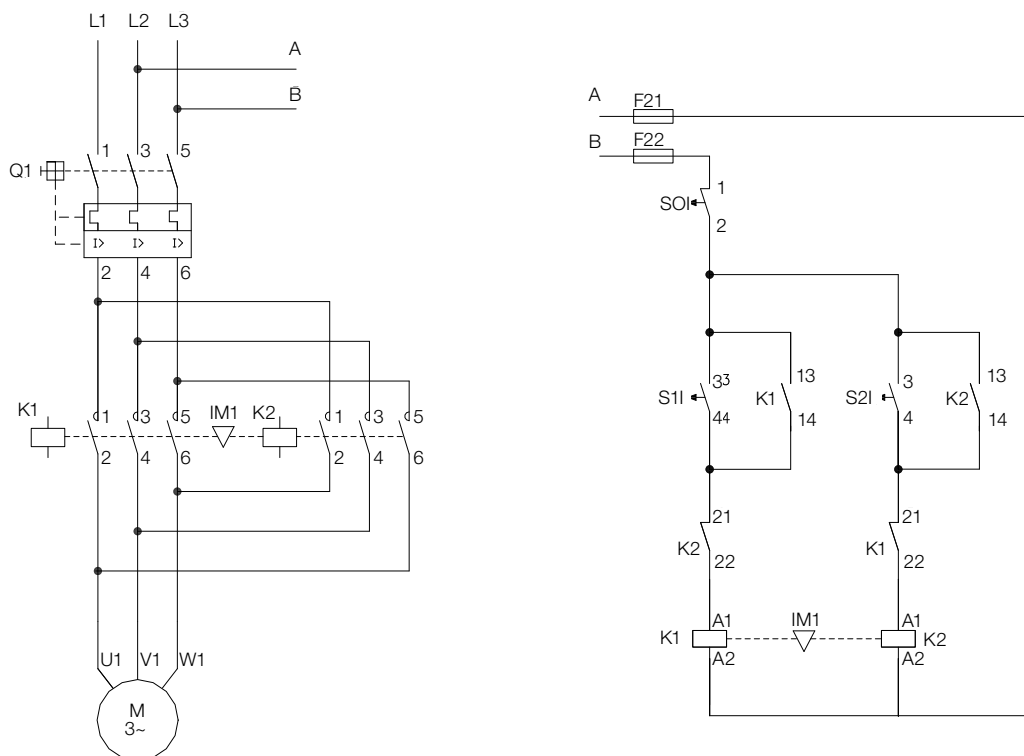 L1 L2 L3
A
B
1 3 5
Q1
I> I> I>
2 4 6
K1 1 3 5 IM1 K2 1 3 5
2 4 6 2 4 6
U1 V1 W1
M
3~
A F21
B F22
1
SOI
2
33 13 3 13
S1I K1 S2I K2
44 14 4 14
21 21
K2 K1
22 22
A1 IM1 A1
K1 K2
A2 A2